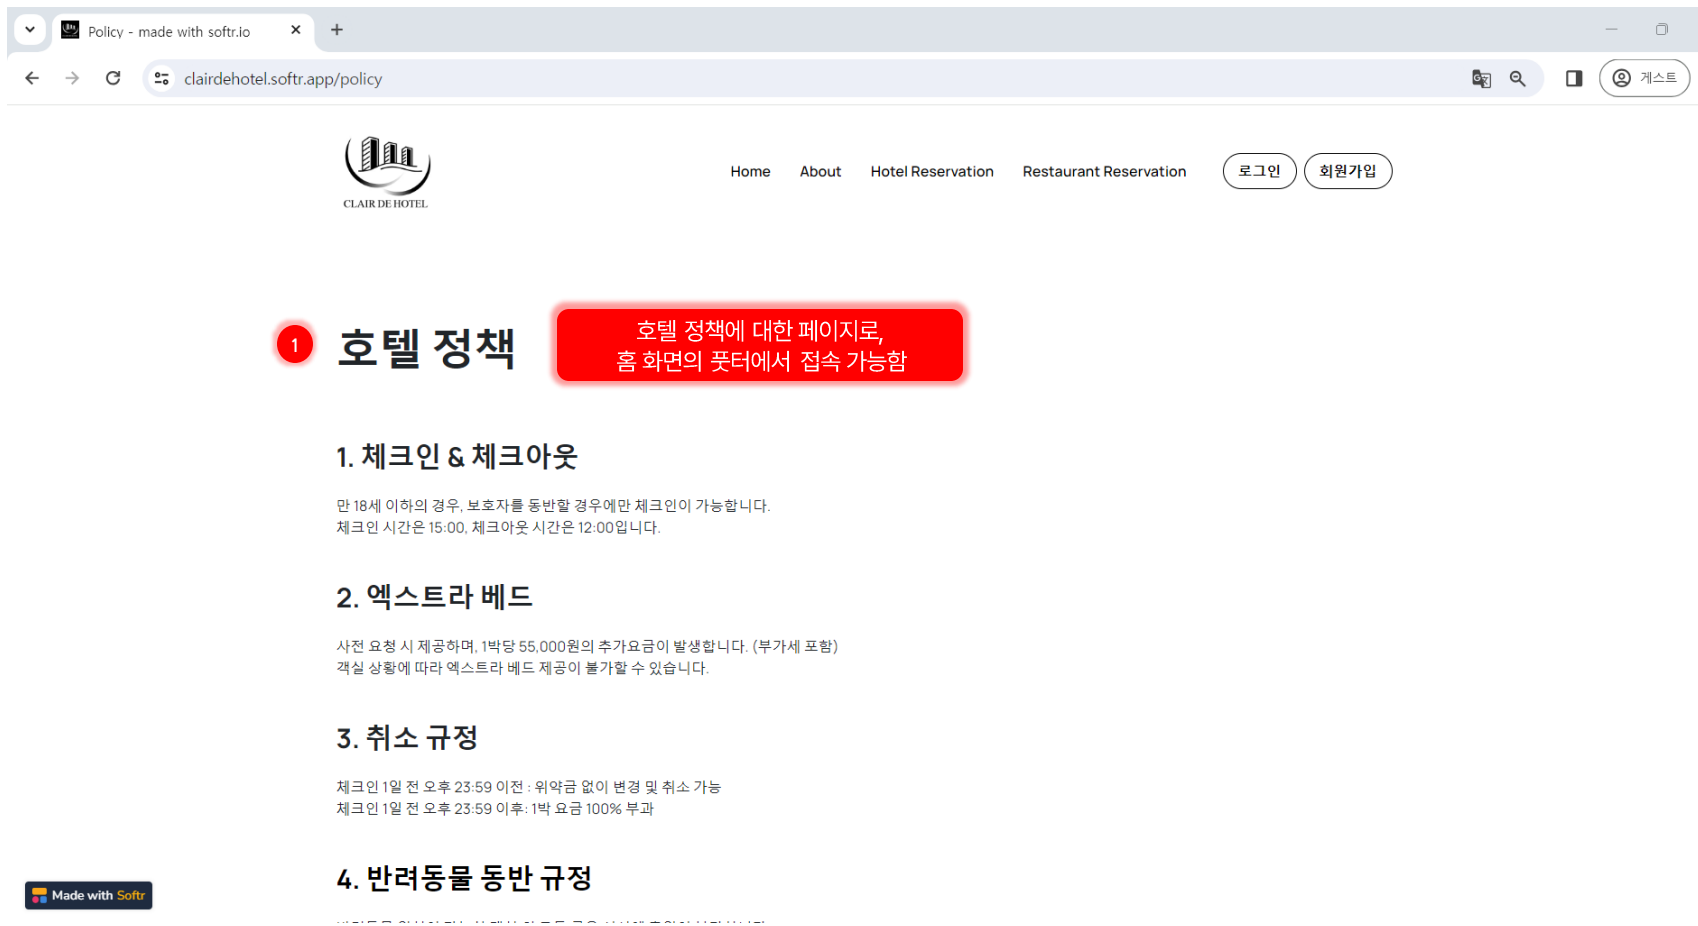 Policy - made with softr.io
clairdehotel.softr.app/policy
게스트
CLAIR DE HOTEL
Home About Hotel Reservation Restaurant Reservation 로그인 회원가입
1 호텔 정책
호텔 정책에 대한 페이지로,
홈 화면의 풋터에서 접속 가능함
1. 체크인 & 체크아웃
만 18세 이하의 경우, 보호자를 동반할 경우에만 체크인이 가능합니다.
체크인 시간은 15:00, 체크아웃 시간은 12:00입니다.
2. 엑스트라 베드
사전 요청 시 제공하며, 1박당 55,000원의 추가요금이 발생합니다. (부가세 포함)
객실 상황에 따라 엑스트라 베드 제공이 불가할 수 있습니다.
3. 취소 규정
체크인 1일 전 오후 23:59 이전 : 위약금 없이 변경 및 취소 가능
체크인 1일 전 오후 23:59 이후: 1박 요금 100% 부과
4. 반려동물 동반 규정
Made with Softr